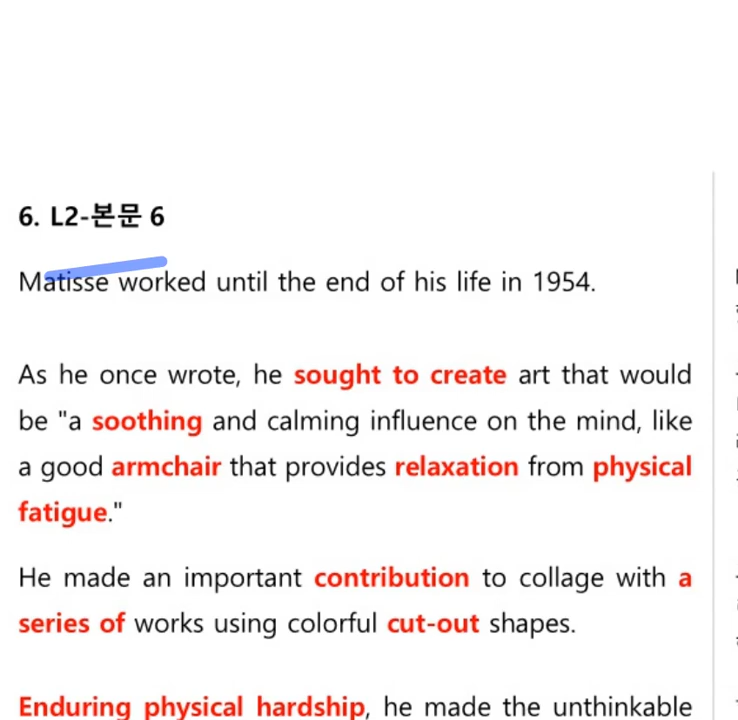 6. L2-본문 6
Matisse worked until the end of his life in 1954.
As he once wrote, he sought to create art that would
be "a soothing and calming influence on the mind, like
a good armchair that provides relaxation from physical
fatigue."
He made an important contribution to collage with a
series of works using colorful cut-out shapes.
Enduring physical hardship, he made the unthinkable